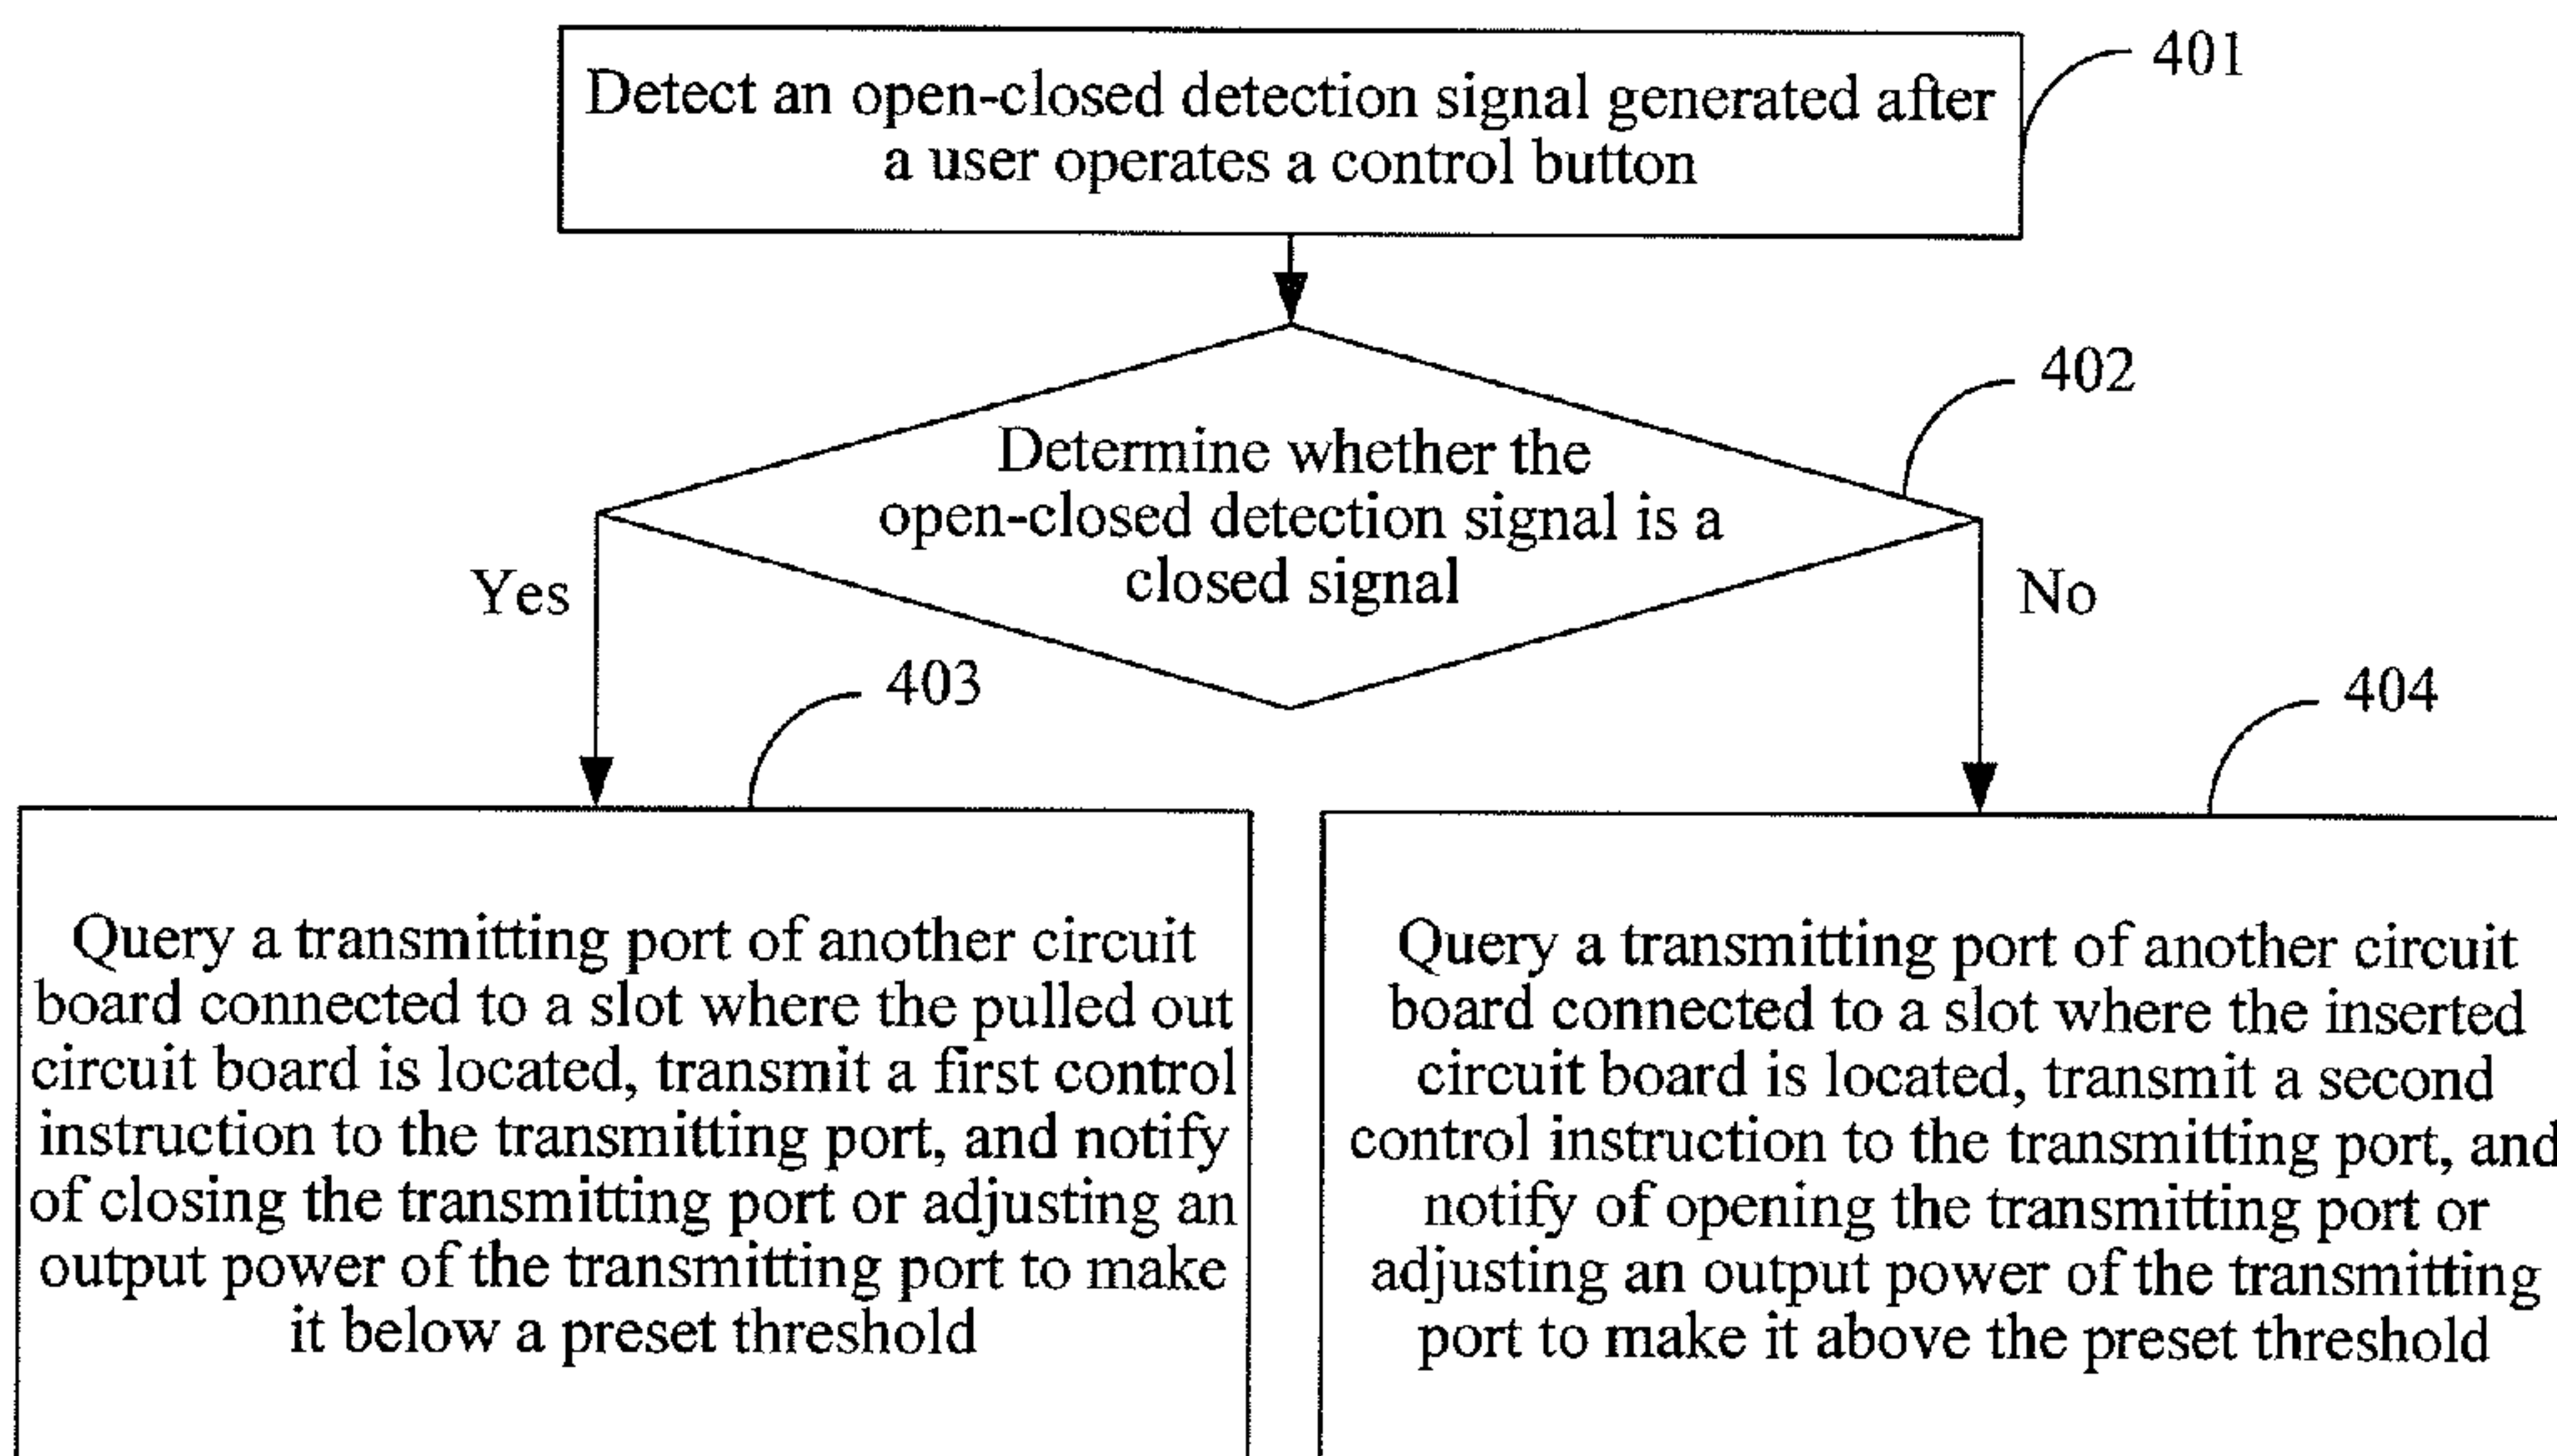 Detect an open-closed detection signal generated after
a user operates a control button
401
Determine whether the
open-closed detection signal is a
closed signal
402
Yes
No
403
404
Query a transmitting port of another circuit
board connected to a slot where the pulled out
circuit board is located, transmit a first control
instruction to the transmitting port, and notify
of closing the transmitting port or adjusting an
output power of the transmitting port to make
it below a preset threshold
Query a transmitting port of another circuit
board connected to a slot where the inserted
circuit board is located, transmit a second
control instruction to the transmitting port, and
notify of opening the transmitting port or
adjusting an output power of the transmitting
port to make it above the preset threshold